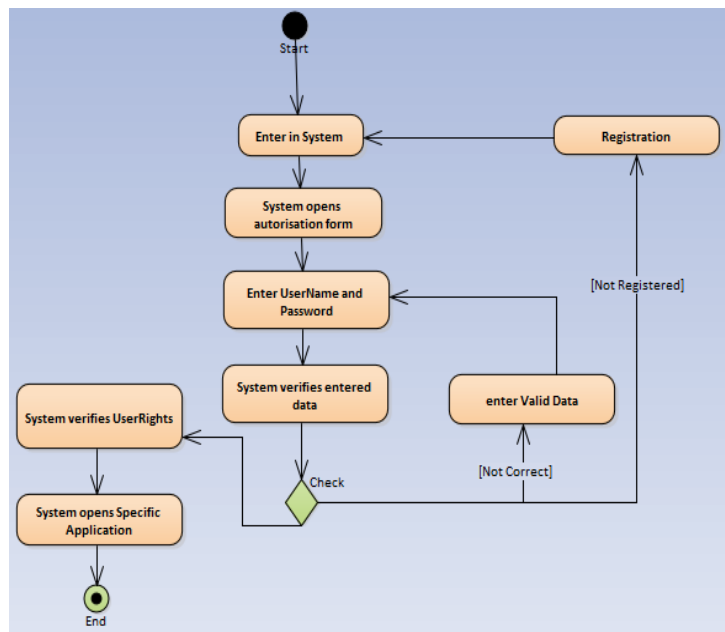 Start
Enter in System
Registration
System opens
autorisation form
[Not Registered]
Enter UserName and
Password
System verifies entered
data
enter Valid Data
System verifies UserRights
[Not Correct]
Check
System opens Specific
Application
End